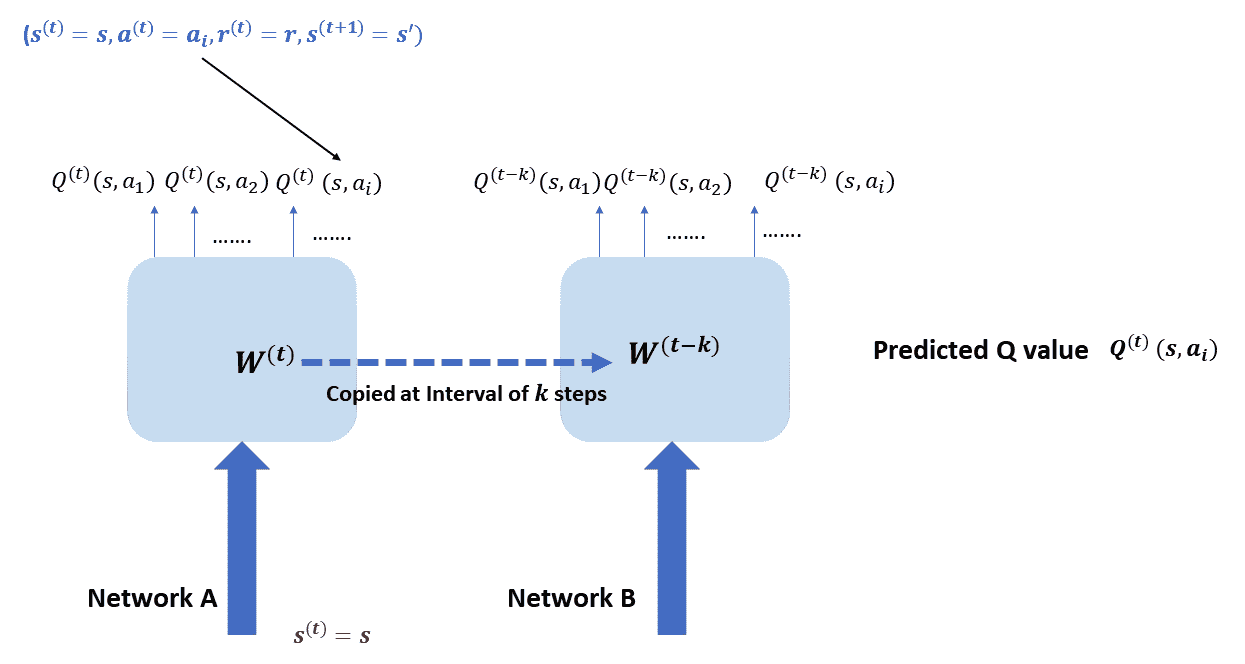 (s^(t) = s, a^(t) = a_i, r^(t) = r, s^(t+1) = s′)
Q^(t)(s, a_1) Q^(t)(s, a_2) Q^(t) (s, a_i) Q^(t−k)(s, a_1) Q^(t−k)(s, a_2) Q^(t−k) (s, a_i)
....... ....... ....... .......
W^(t) W^(t−k) Predicted Q value Q^(t) (s, a_i)
Copied at Interval of k steps
Network A Network B
s^(t) = s